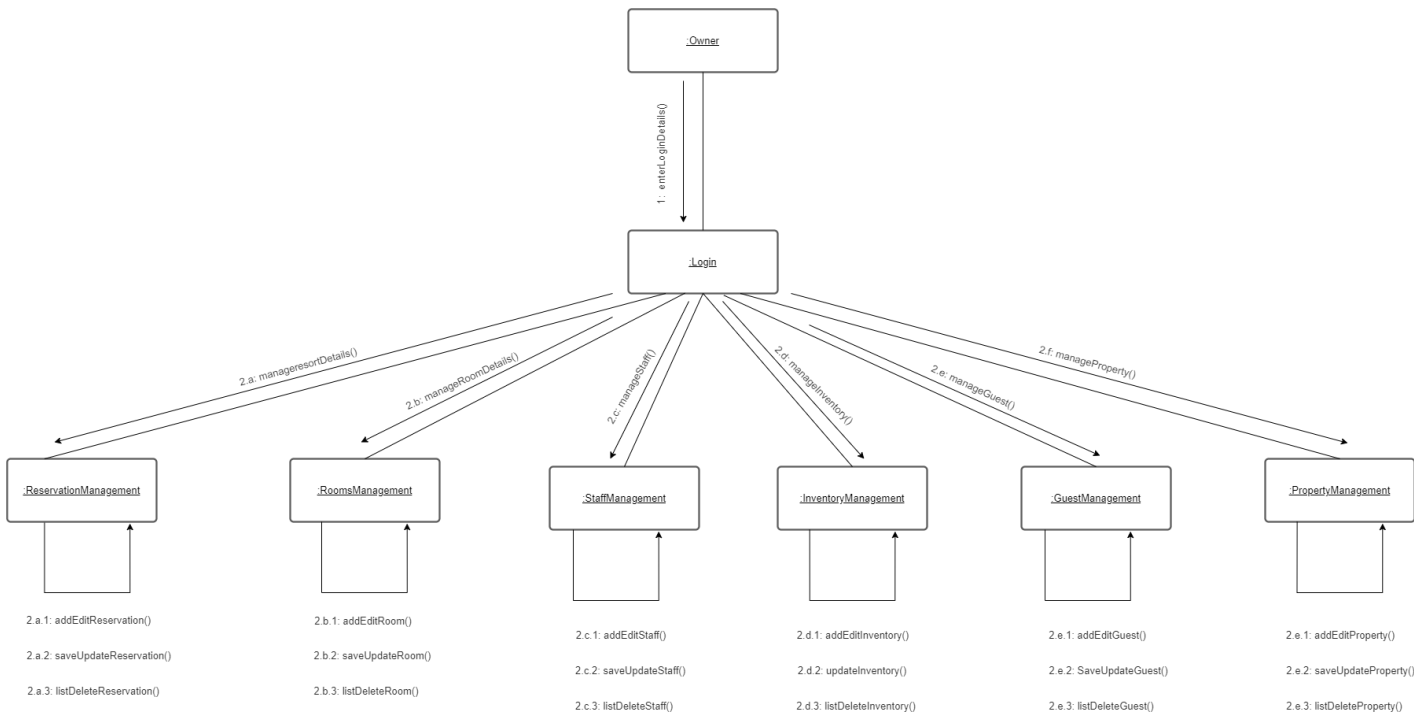 :Owner
1: enterLoginDetails()
:Login
2.a: manageresortDetails()
2.b: manageRoomDetails()
2.c: manageStaff()
2.d: manageInventory()
2.e: manageGuest()
2.f: manageProperty()
:ReservationManagement
:RoomsManagement
:StaffManagement
:InventoryManagement
:GuestManagement
:PropertyManagement
2.a.1: addEditReservation()
2.a.2: saveUpdateReservation()
2.a.3: listDeleteReservation()
2.b.1: addEditRoom()
2.b.2: saveUpdateRoom()
2.b.3: listDeleteRoom()
2.c.1: addEditStaff()
2.c.2: saveUpdateStaff()
2.c.3: listDeleteStaff()
2.d.1: addEditInventory()
2.d.2: updateInventory()
2.d.3: listDeleteInventory()
2.e.1: addEditGuest()
2.e.2: SaveUpdateGuest()
2.e.3: listDeleteGuest()
2.e.1: addEditProperty()
2.e.2: saveUpdateProperty()
2.e.3: listDeleteProperty()